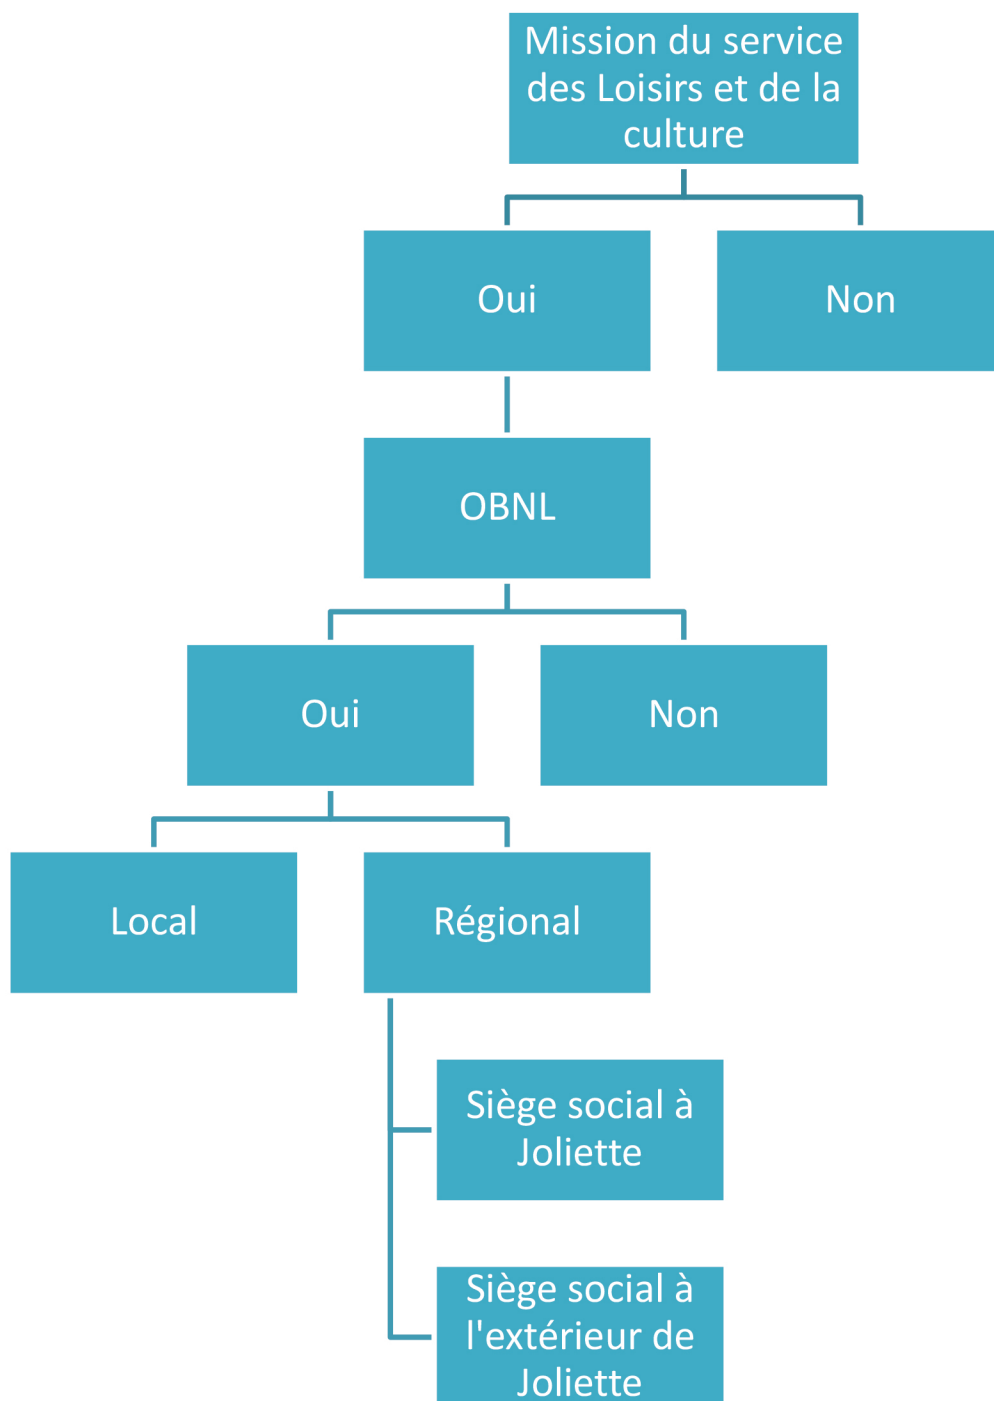 Mission du service
des Loisirs et de la
culture
Oui
Non
OBNL
Oui
Non
Local
Régional
Siège social à
Joliette
Siège social à
l'extérieur de
Joliette